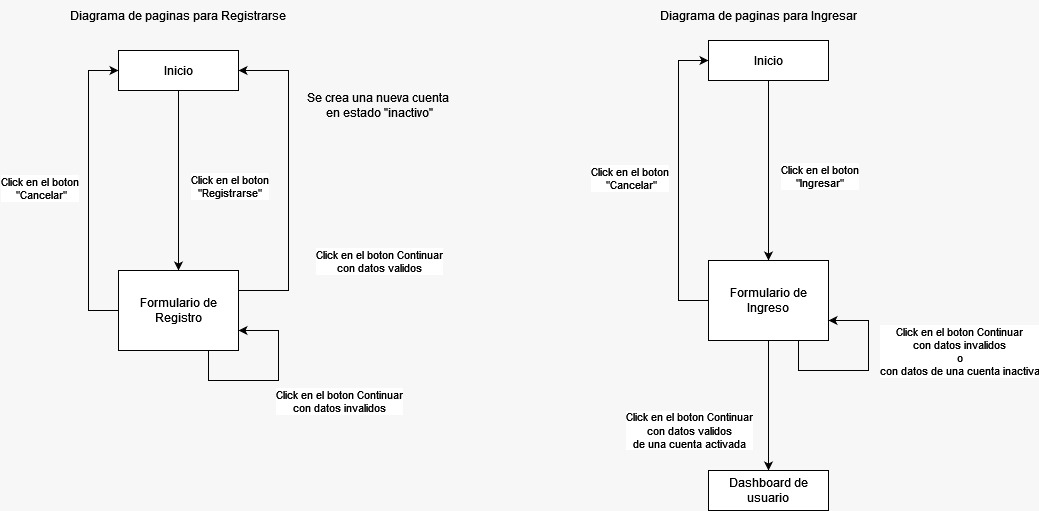 Diagrama de paginas para Registrarse
Inicio
Se crea una nueva cuenta
en estado "inactivo"
Click en el boton
"Cancelar"
Click en el boton
"Registrarse"
Click en el boton Continuar
con datos validos
Formulario de
Registro
Click en el boton Continuar
con datos invalidos
Diagrama de paginas para Ingresar
Inicio
Click en el boton
"Cancelar"
Click en el boton
"Ingresar"
Formulario de
Ingreso
Click en el boton Continuar
con datos invalidos
o
con datos de una cuenta inactiva
Click en el boton Continuar
con datos validos
de una cuenta activada
Dashboard de
usuario